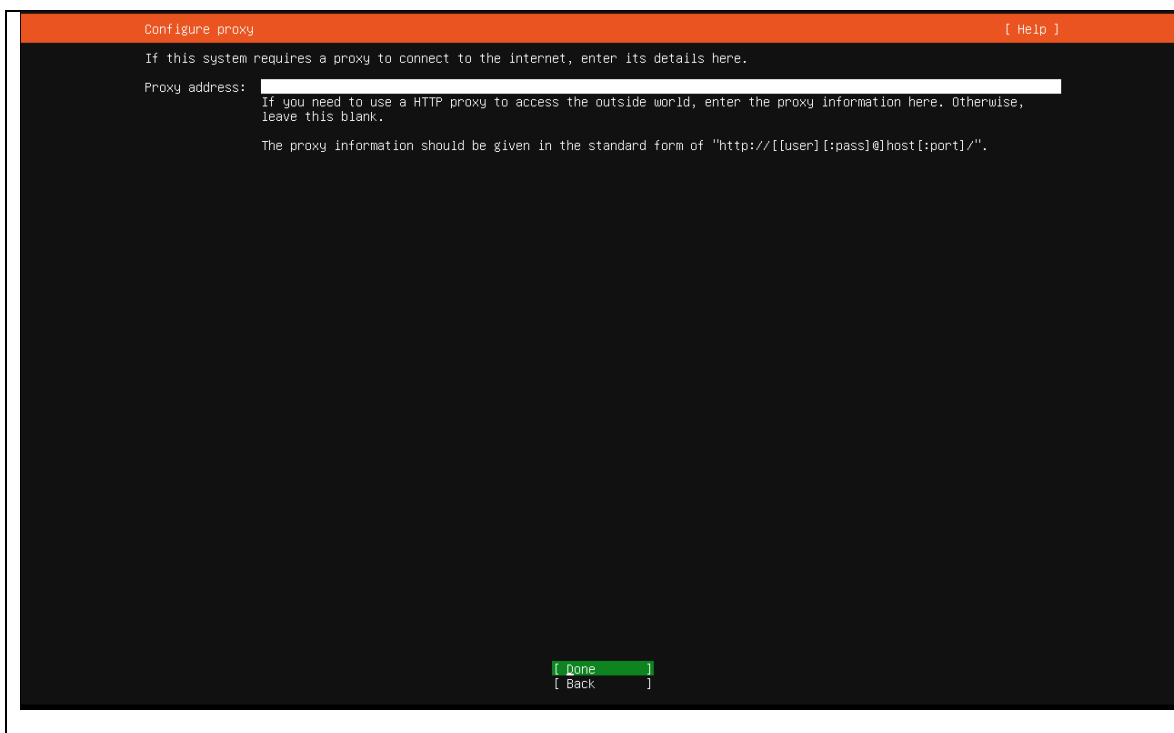 Configure proxy [ Help ]
If this system requires a proxy to connect to the internet, enter its details here.
Proxy address:
If you need to use a HTTP proxy to access the outside world, enter the proxy information here. Otherwise,
leave this blank.
The proxy information should be given in the standard form of "http://[[user][:pass]@]host[:port]/".
[ Done ]
[ Back ]